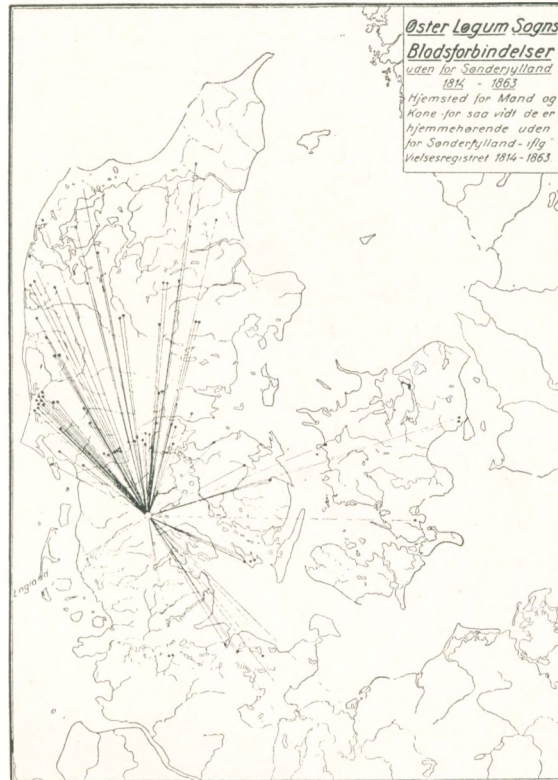 Øster Løgum Sogns
Blodsforbindelser
uden for Sønderjylland
1814 - 1863
Hjemsted for Mand og
Kone - for saa vidt de er
hjemmehørende uden
for Sønderjylland - iflg
Vielsesregistret 1814-1863.
England